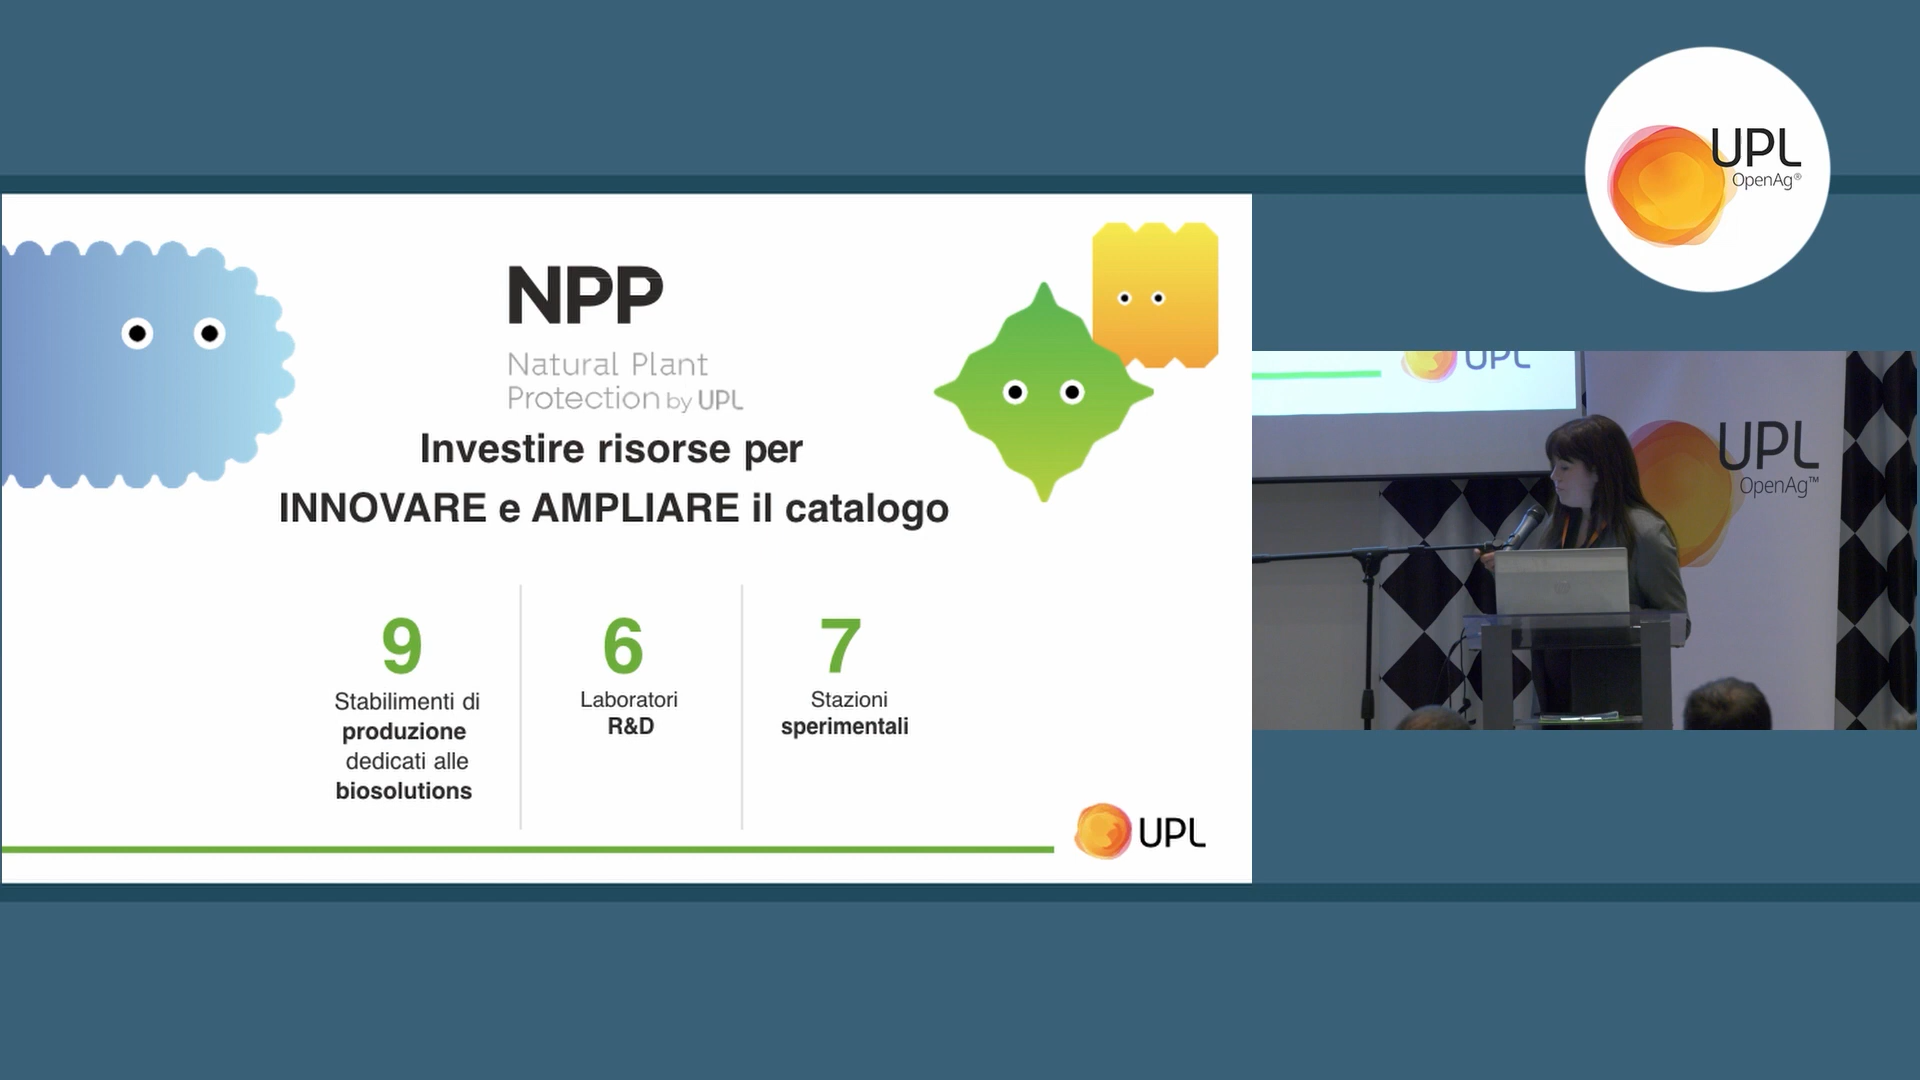 UPL
OpenAg®
NPP
Natural Plant
Protection by UPL
Investire risorse per
INNOVARE e AMPLIARE il catalogo
9
Stabilimenti di
produzione
dedicati alle
biosolutions
6
Laboratori
R&D
7
Stazioni
sperimentali
UPL
UPL
UPL
OpenAg™